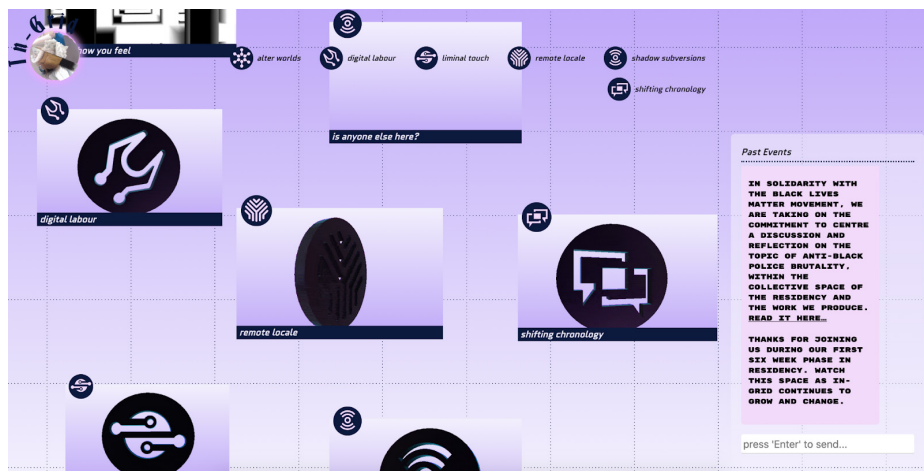 In-Grid
how you feel
alter worlds
digital labour
liminal touch
remote locale
shadow subversions
shifting chronology
is anyone else here?
digital labour
remote locale
shifting chronology
Past Events
IN SOLIDARITY WITH
THE BLACK LIVES
MATTER MOVEMENT, WE
ARE TAKING ON THE
COMMITMENT TO CENTRE
A DISCUSSION AND
REFLECTION ON THE
TOPIC OF ANTI-BLACK
POLICE BRUTALITY,
WITHIN THE
COLLECTIVE SPACE OF
THE RESIDENCY AND
THE WORK WE PRODUCE.
READ IT HERE…
THANKS FOR JOINING
US DURING OUR FIRST
SIX WEEK PHASE IN
RESIDENCY. WATCH
THIS SPACE AS IN-
GRID CONTINUES TO
GROW AND CHANGE.
press 'Enter' to send...